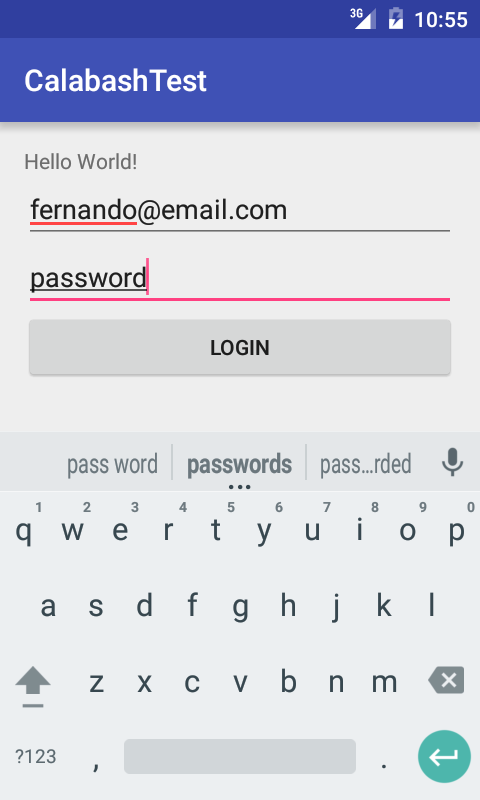 3G 10:55
CalabashTest
Hello World!
fernando@email.com
password
LOGIN
pass word passwords pass...rded
1 2 3 4 5 6 7 8 9 0
q w e r t y u i o p
a s d f g h j k l
z x c v b n m
?123 , .